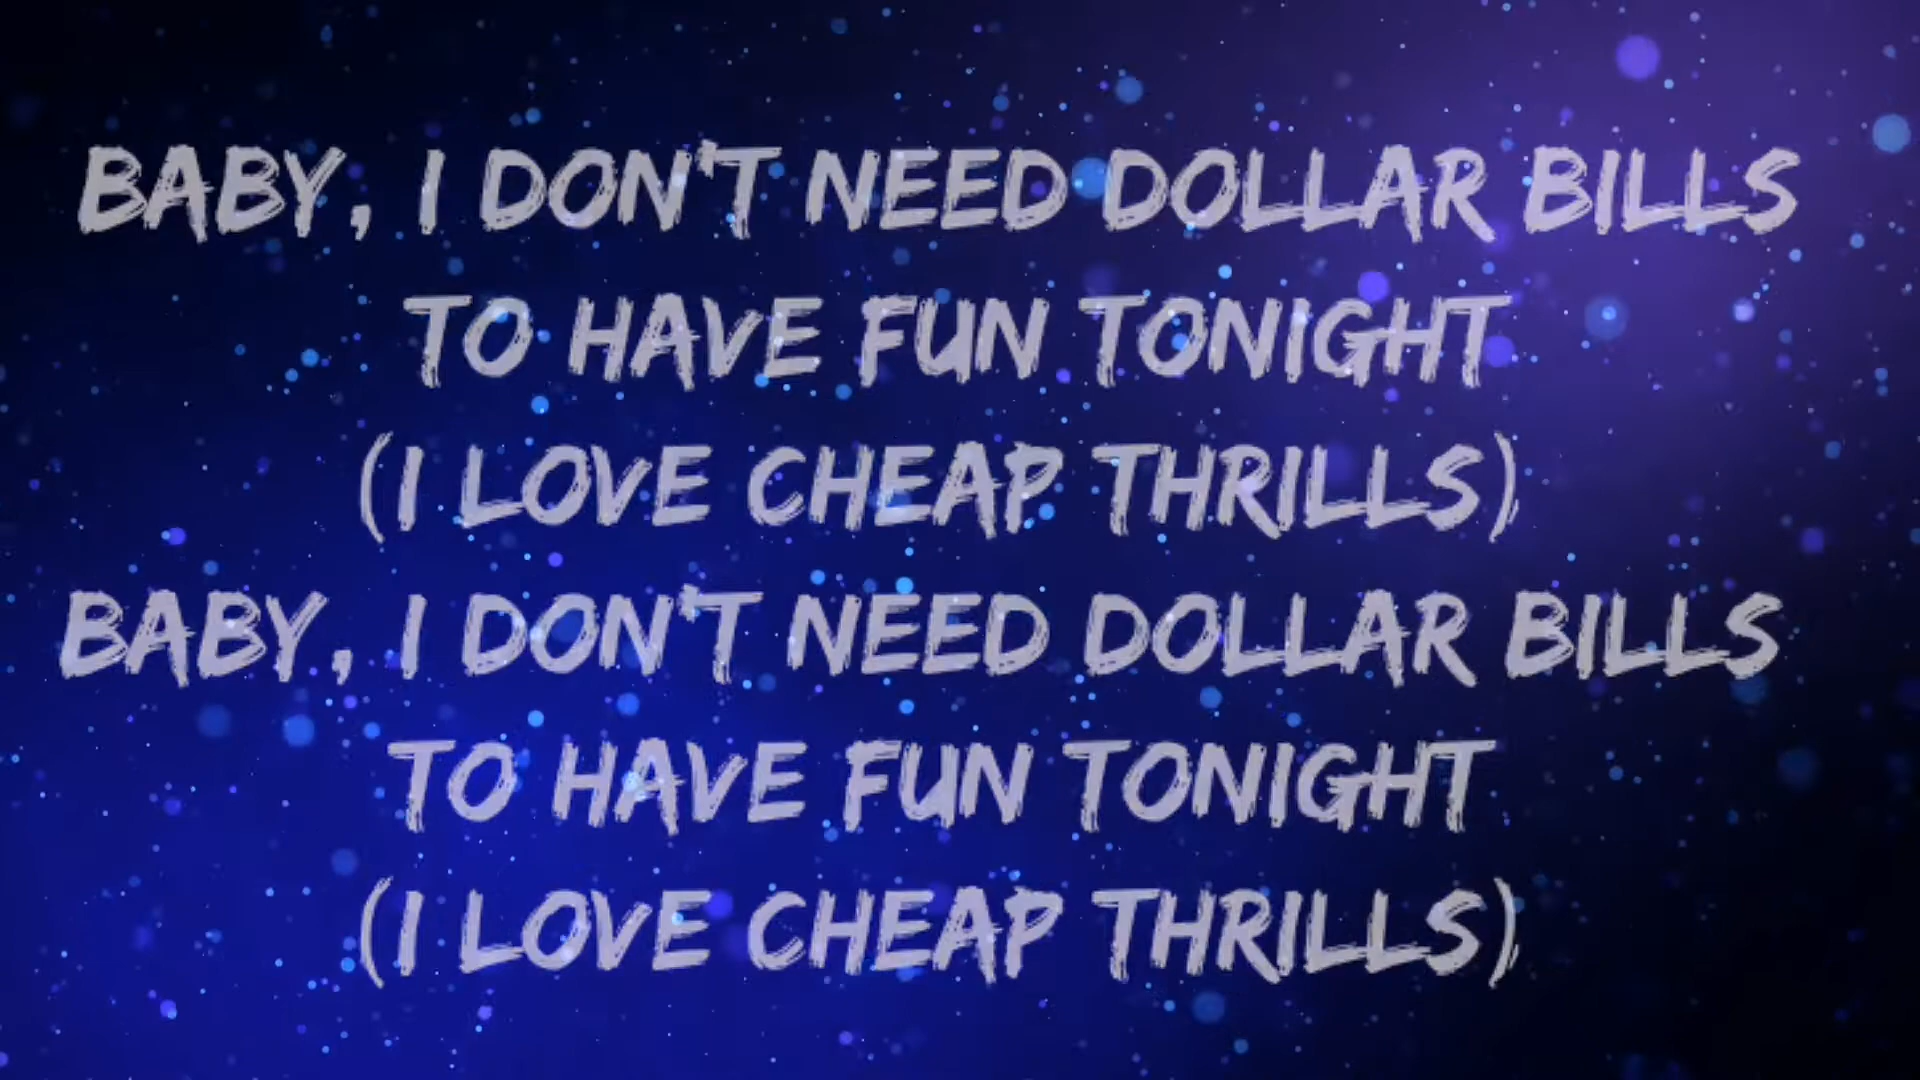 BABY, I DON'T NEED DOLLAR BILLS
TO HAVE FUN TONIGHT
(I LOVE CHEAP THRILLS)
BABY, I DON'T NEED DOLLAR BILLS
TO HAVE FUN TONIGHT
(I LOVE CHEAP THRILLS)